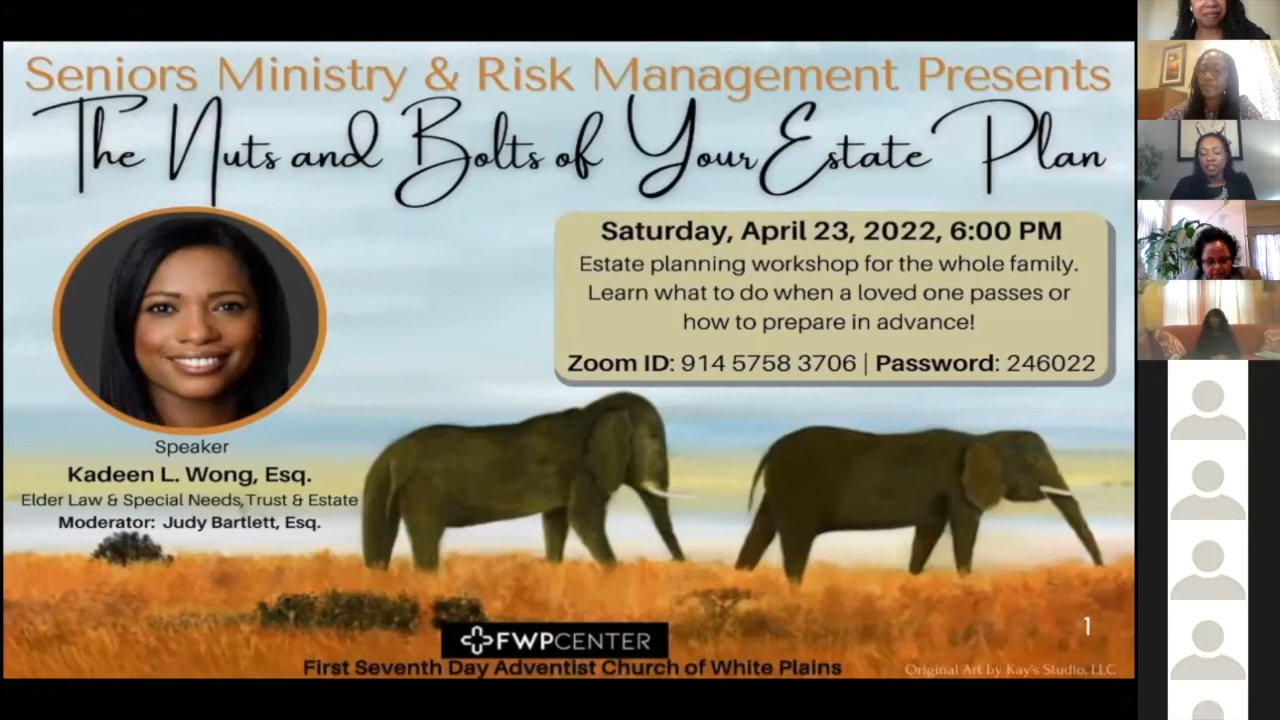 Seniors Ministry & Risk Management Presents
The Nuts and Bolts of Your Estate Plan
Saturday, April 23, 2022, 6:00 PM
Estate planning workshop for the whole family.
Learn what to do when a loved one passes or
how to prepare in advance!
Zoom ID: 914 5758 3706 | Password: 246022
Speaker
Kadeen L. Wong, Esq.
Elder Law & Special Needs, Trust & Estate
Moderator: Judy Bartlett, Esq.
1
FWPCENTER
First Seventh Day Adventist Church of White Plains
Original Art by Kay's Studio, LLC